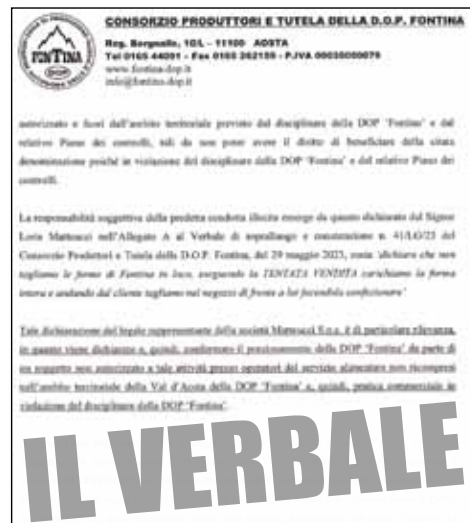 CONSORZIO PRODUTTORI E TUTELA DELLA D.O.P. FONTINA
Reg. Borgnalle, 10/L - 11100 AOSTA
Tel 0165 44091 - Fax 0165 262159 - P.IVA
www.fontina-dop.it
info@fontina-dop.it
FONTINA
DOP
autorizzato e fuori dall'ambito territoriale previsto dal disciplinare della DOP 'Fontina' e dal
relativo Piano dei controlli, tali da non poter avere il diritto di beneficiare della citata
denominazione poiché in violazione del disciplinare della DOP 'Fontina' e del relativo Piano dei
controlli.
La responsabilità soggettiva della predetta condotta illecita emerge da quanto dichiarato dal Signor
Loris Matteucci nell'Allegato A al Verbale di sopralluogo e constatazione n. 41/LG/23 del
Consorzio Produttori e Tutela della D.O.P. Fontina, del 29 maggio 2023, ossia 'dichiara che non
tagliamo le forme di Fontina in loco, eseguendo la TENTATA VENDITA carichiamo la forma
intera e andando dal cliente tagliamo nel negozio di fronte a lui facendola confezionare'
Tale dichiarazione del legale rappresentante della società Matteucci S.n.c. è di particolare rilevanza,
in quanto viene dichiarato e, quindi, confermato il porzionamento della DOP 'Fontina' da parte di
un soggetto non autorizzato a tale attività presso operatori del servizio alimentare non ricompresi
nell'ambito territoriale della Val d'Aosta della DOP 'Fontina' e, quindi, pratica commerciale in
violazione del disciplinare della DOP 'Fontina'.
IL VERBALE